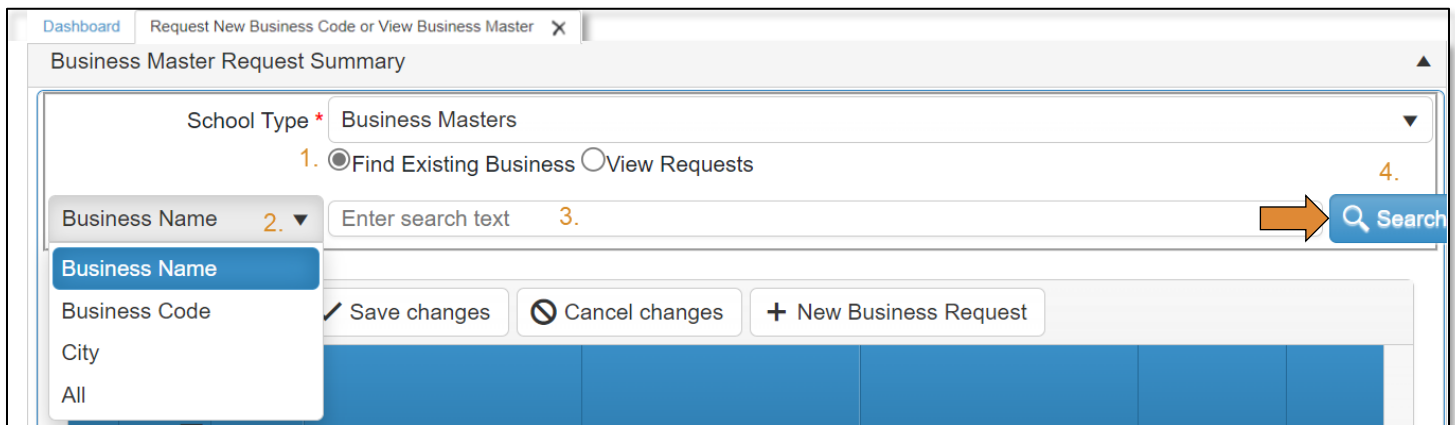 Dashboard Request New Business Code or View Business Master
Business Master Request Summary
School Type * Business Masters
1. Find Existing Business View Requests
4.
Business Name 2. Enter search text 3. Search
Business Name
Business Code
City
All
Save changes Cancel changes + New Business Request